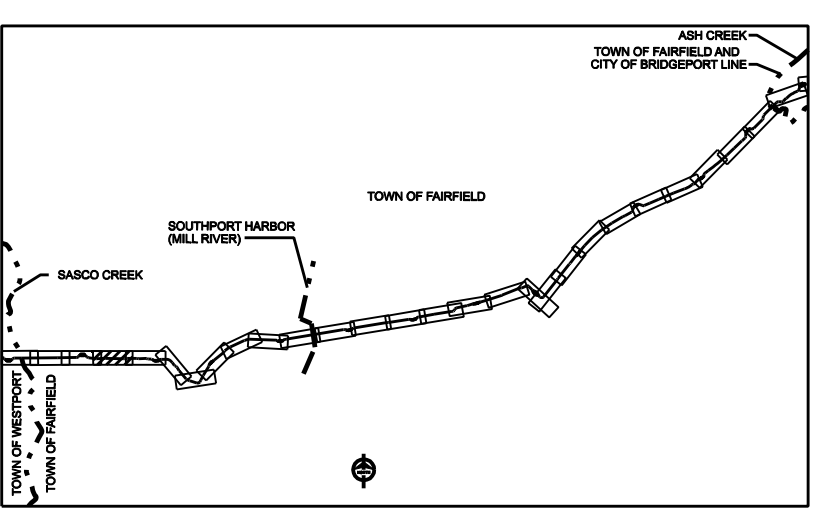 ASH CREEK
TOWN OF FAIRFIELD AND
CITY OF BRIDGEPORT LINE
TOWN OF FAIRFIELD
SOUTHPORT HARBOR
(MILL RIVER)
SASCO CREEK
TOWN OF WESTPORT
TOWN OF FAIRFIELD